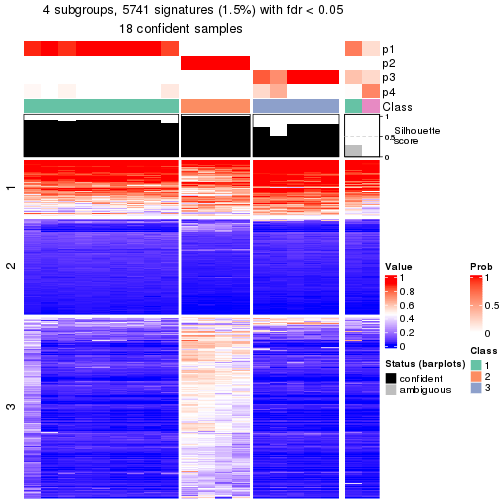 4 subgroups, 5741 signatures (1.5%) with fdr < 0.05
18 confident samples
p1
p2
p3
p4
Class
1
0.5
0
Silhouette
score
1
2
3
Value
1
0.8
0.6
0.4
0.2
0
Prob
1
0.5
0
Status (barplots)
confident
ambiguous
Class
1
2
3